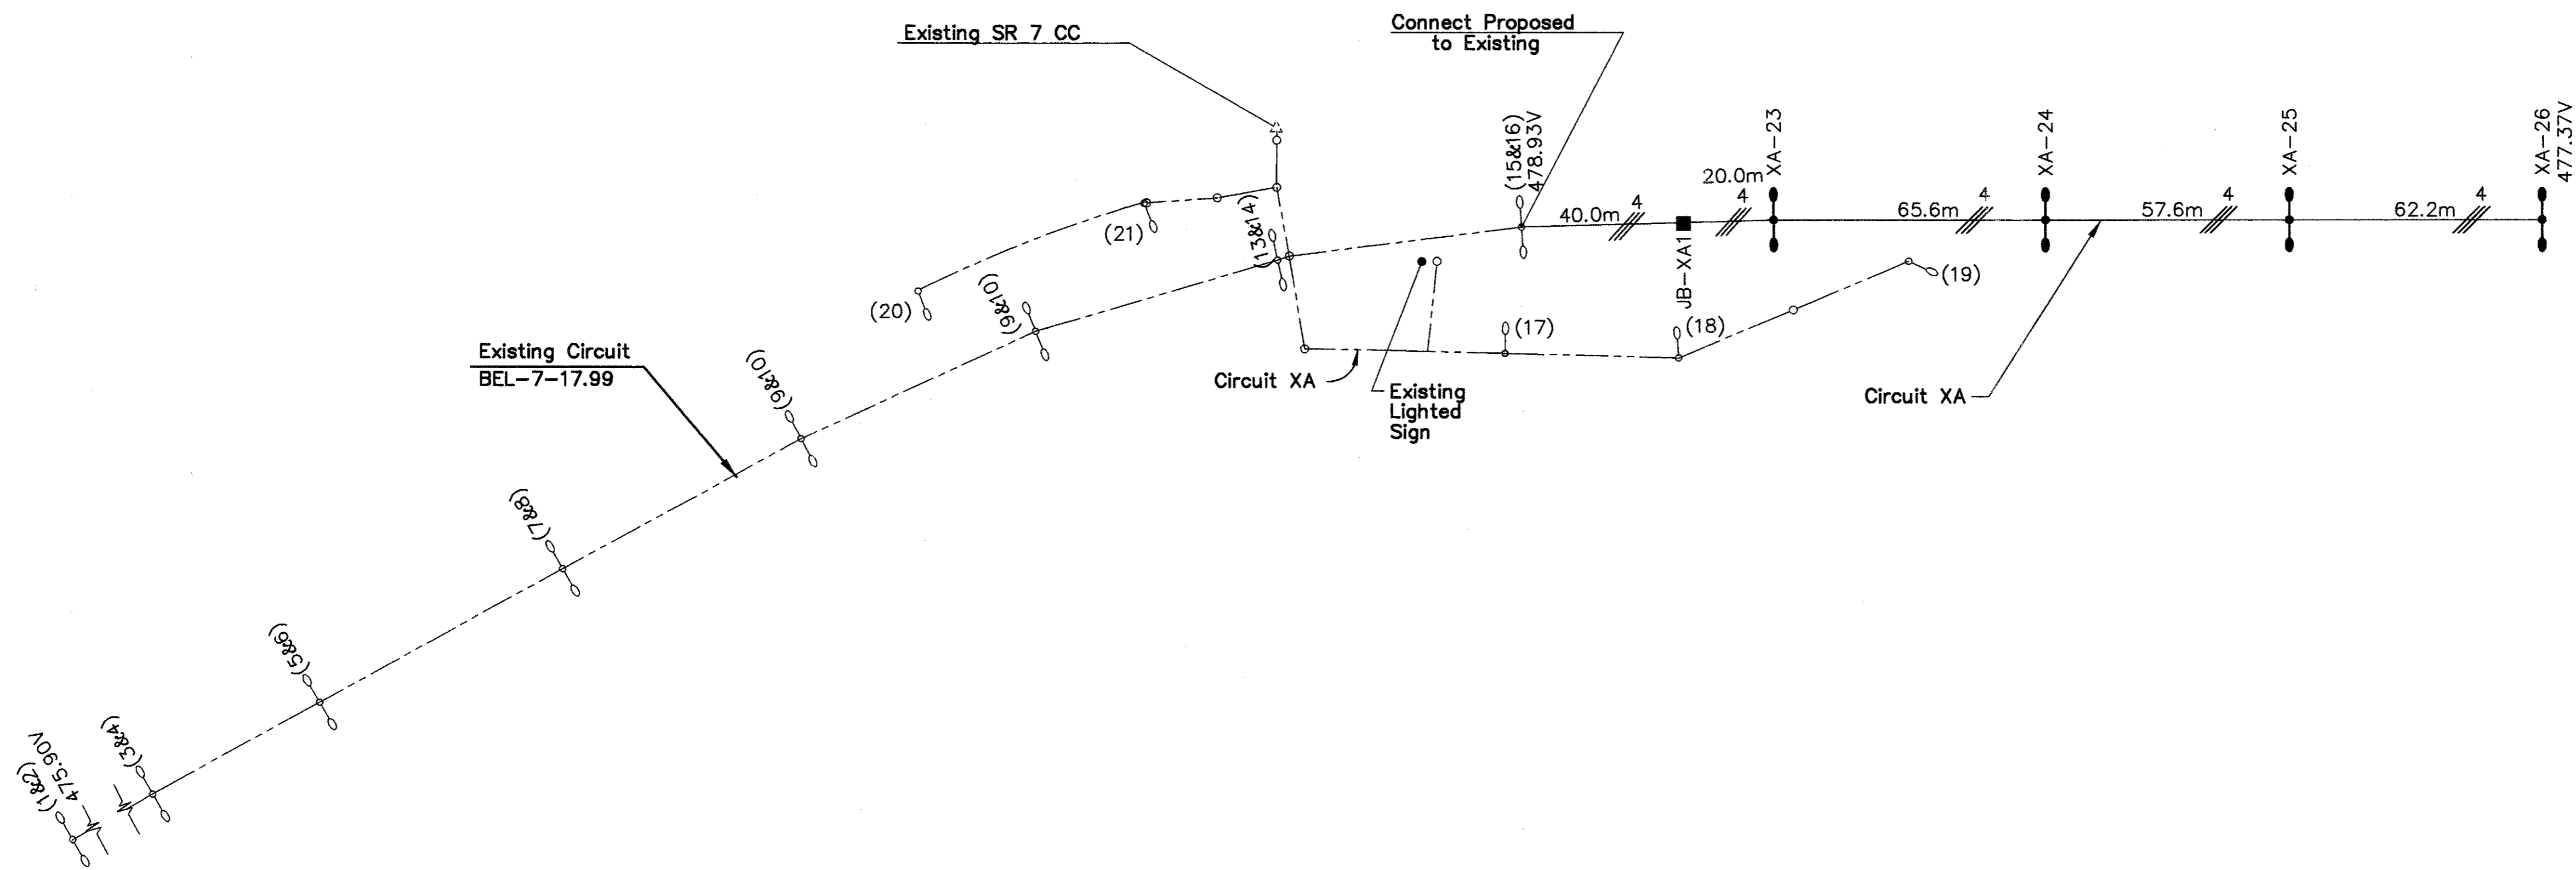 Existing SR 7 CC
Connect Proposed
to Existing
(15&16)
478.93V
XA-23
XA-24
XA-25
XA-26
477.37V
20.0m
40.0m
4
4
65.6m
4
57.6m
4
62.2m
4
JB-XA1
(13&14)
(21)
(20)
(9&10)
(9&10)
(17)
(18)
(19)
Circuit XA
Existing
Lighted
Sign
Circuit XA
Existing Circuit
BEL-7-17.99
(7&8)
(5&6)
(3&4)
(1&2)
475.90V